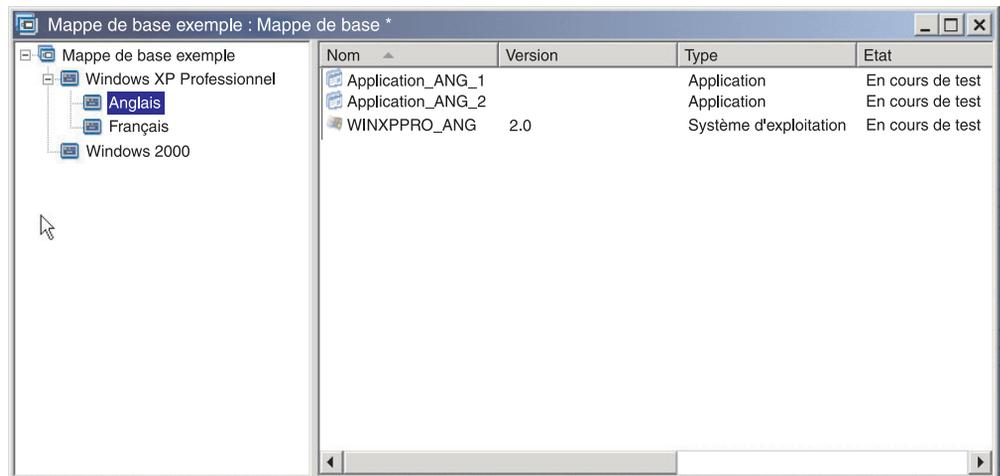 Mappe de base exemple : Mappe de base *
Mappe de base exemple
Windows XP Professionnel
Anglais
Français
Windows 2000
Nom Version Type Etat
Application_ANG_1 Application En cours de test
Application_ANG_2 Application En cours de test
WINXPPRO_ANG 2.0 Système d'exploitation En cours de test